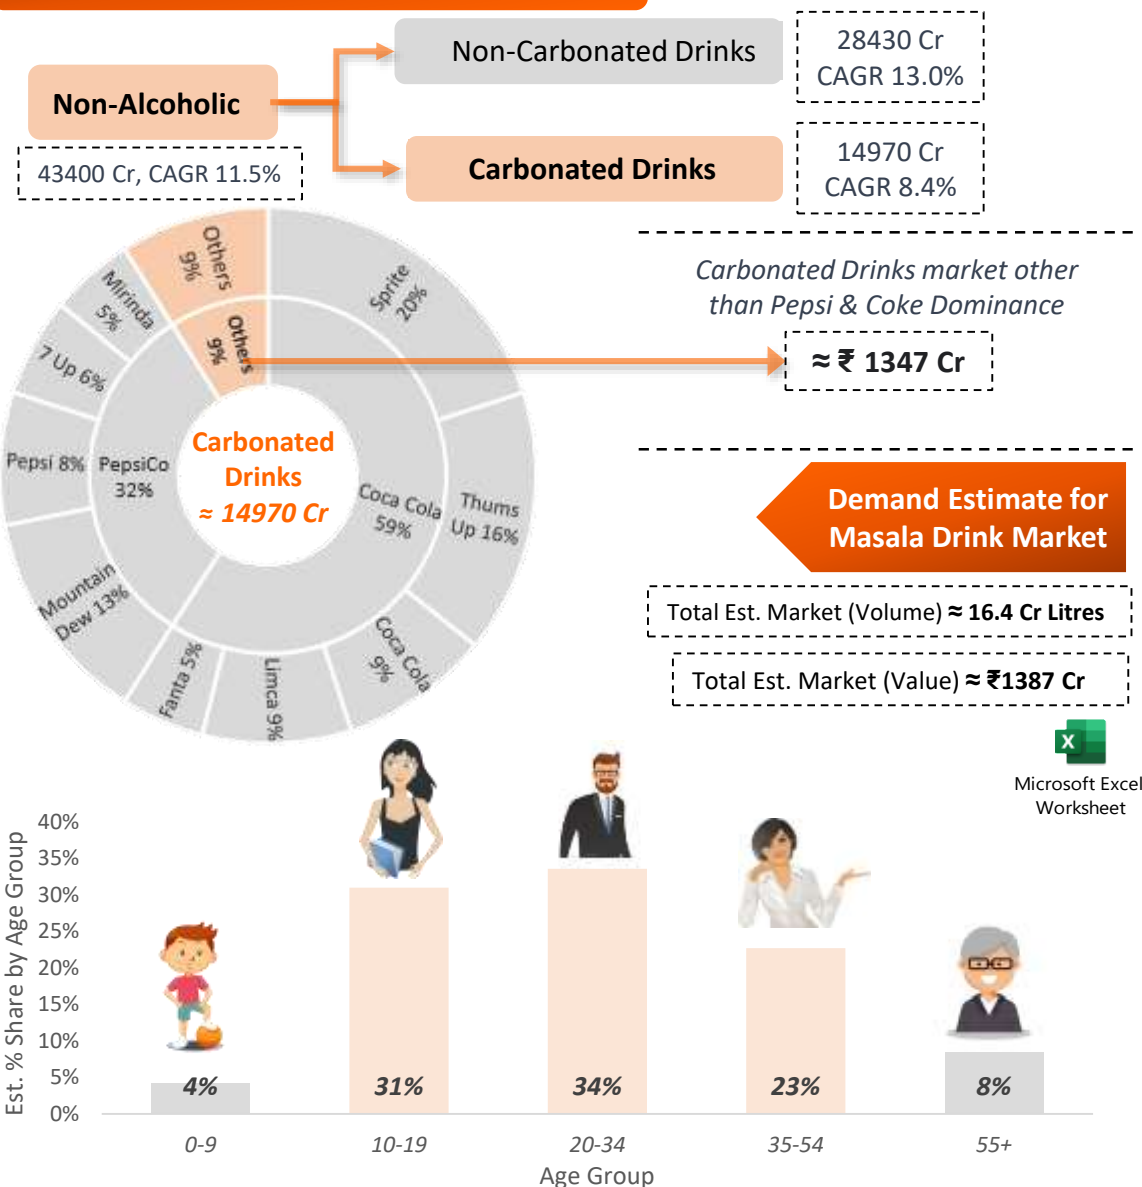 Non-Carbonated Drinks
28430 Cr
CAGR 13.0%
Non-Alcoholic
43400 Cr, CAGR 11.5%
Carbonated Drinks
14970 Cr
CAGR 8.4%
Others
9%
Sprite
20%
Mirinda
5%
Others
9%
7 Up 6%
Pepsi 8%
PepsiCo
32%
Carbonated
Drinks
≈ 14970 Cr
Coca Cola
59%
Thums
Up 16%
Mountain
Dew 13%
Fanta 5%
Limca 9%
Coca Cola
9%
Carbonated Drinks market other
than Pepsi & Coke Dominance
≈ ₹ 1347 Cr
Demand Estimate for
Masala Drink Market
Total Est. Market (Volume) ≈ 16.4 Cr Litres
Total Est. Market (Value) ≈ ₹1387 Cr
X
Microsoft Excel
Worksheet
Est. % Share by Age Group
40%
35%
30%
25%
20%
15%
10%
5%
0%
4%
31%
34%
23%
8%
0-9
10-19
20-34
35-54
55+
Age Group